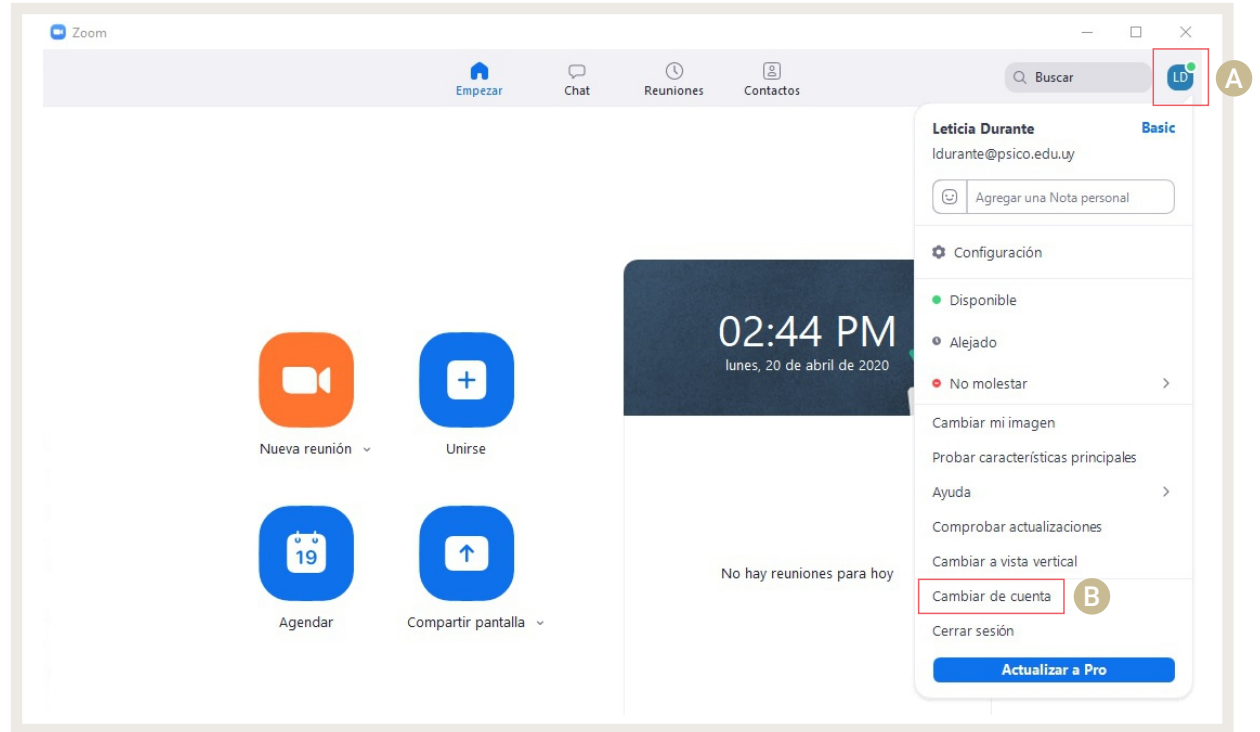 Zoom
Empezar
Chat
Reuniones
Contactos
Buscar
LD
A
Leticia Durante
Basic
ldurante@psico.edu.uy
Agregar una Nota personal
Configuración
Disponible
Alejado
No molestar
Cambiar mi imagen
Probar características principales
Ayuda
Comprobar actualizaciones
Cambiar a vista vertical
Cambiar de cuenta
B
Cerrar sesión
Actualizar a Pro
02:44 PM
lunes, 20 de abril de 2020
No hay reuniones para hoy
Nueva reunión
Unirse
19
Agendar
Compartir pantalla